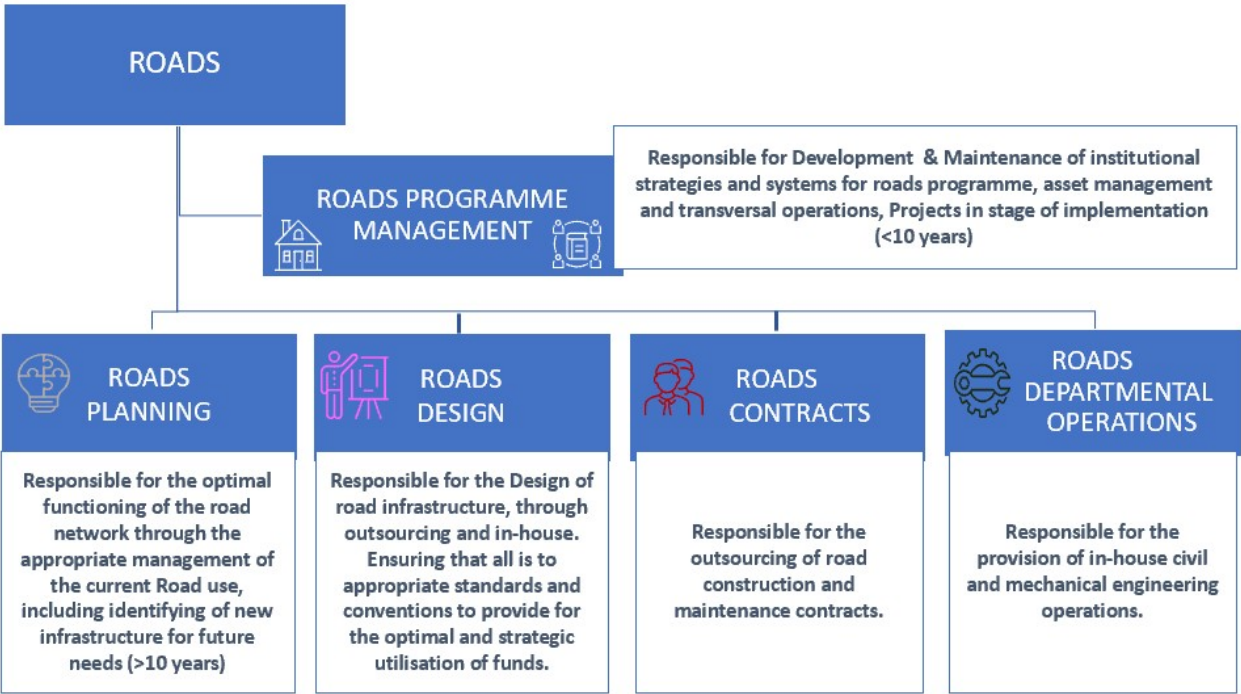 ROADS
ROADS PROGRAMME
MANAGEMENT
Responsible for Development & Maintenance of institutional
strategies and systems for roads programme, asset management
and transversal operations, Projects in stage of implementation
(<10 years)
ROADS
PLANNING
Responsible for the optimal
functioning of the road
network through the
appropriate management of
the current Road use,
including identifying of new
infrastructure for future
needs (>10 years)
ROADS
DESIGN
Responsible for the Design of
road infrastructure, through
outsourcing and in-house.
Ensuring that all is to
appropriate standards and
conventions to provide for
the optimal and strategic
utilisation of funds.
ROADS
CONTRACTS
Responsible for the
outsourcing of road
construction and
maintenance contracts.
ROADS
DEPARTMENTAL
OPERATIONS
Responsible for the
provision of in-house civil
and mechanical engineering
operations.